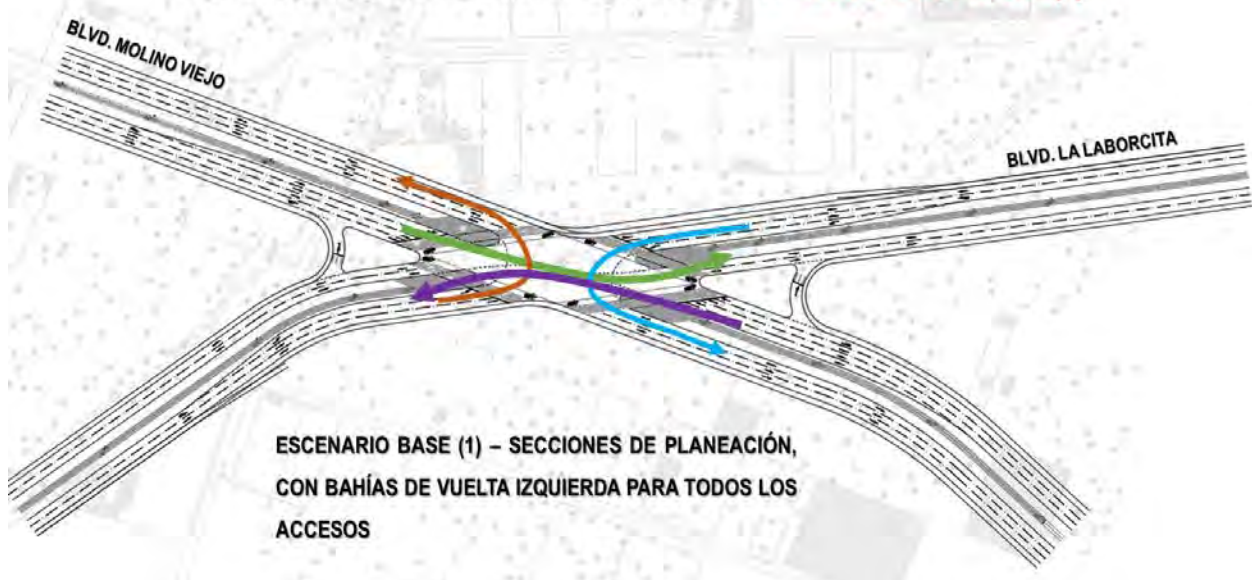 BLVD. MOLINO VIEJO
BLVD. LA LABORCITA
ESCENARIO BASE (1) – SECCIONES DE PLANEACIÓN,
CON BAHÍAS DE VUELTA IZQUIERDA PARA TODOS LOS
ACCESOS